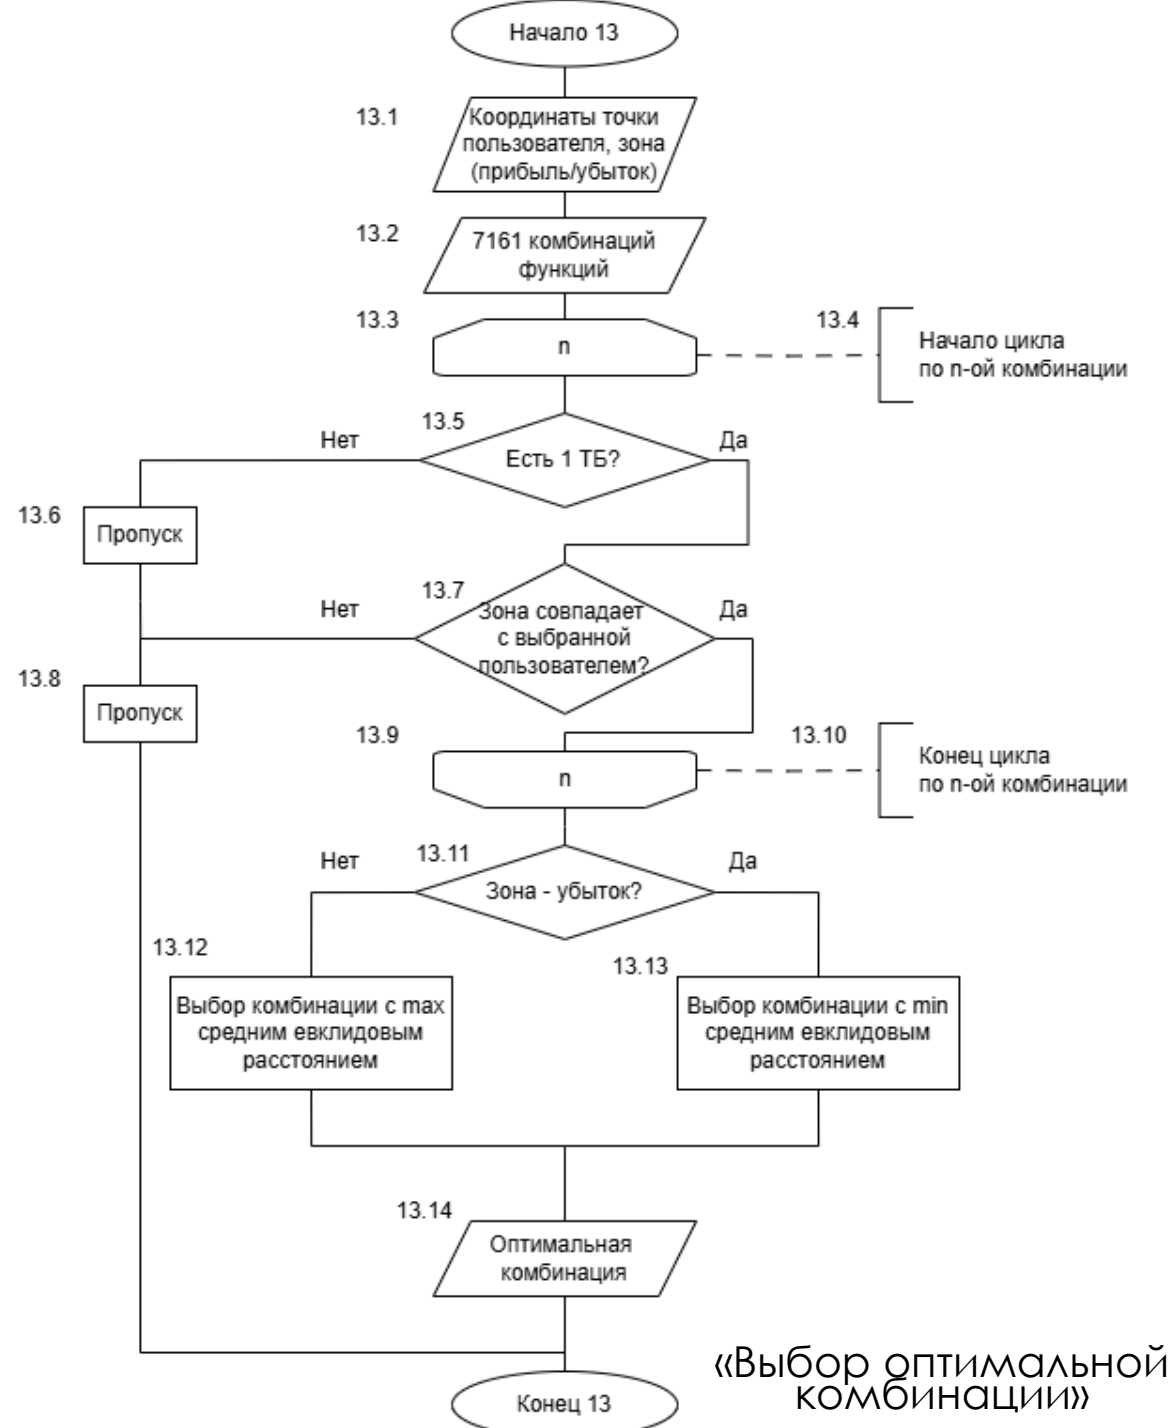 Начало 13
13.1
Координаты точки
пользователя, зона
(прибыль/убыток)
13.2
7161 комбинаций
функций
13.3
n
13.4
Начало цикла
по n-ой комбинации
13.5
Нет
Есть 1 ТБ?
Да
13.6
Пропуск
13.7
Нет
Зона совпадает
с выбранной
пользователем?
Да
13.8
Пропуск
13.9
n
13.10
Конец цикла
по n-ой комбинации
13.11
Нет
Зона - убыток?
Да
13.12
Выбор комбинации с max
средним евклидовым
расстоянием
13.13
Выбор комбинации с min
средним евклидовым
расстоянием
13.14
Оптимальная
комбинация
«Выбор оптимальной
комбинации»
Конец 13